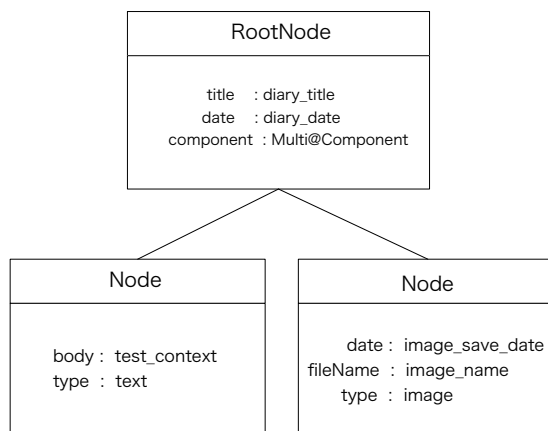 RootNode
title : diary_title
date : diary_date
component : Multi@Component
Node
body : test_context
type : text
Node
date : image_save_date
fileName : image_name
type : image